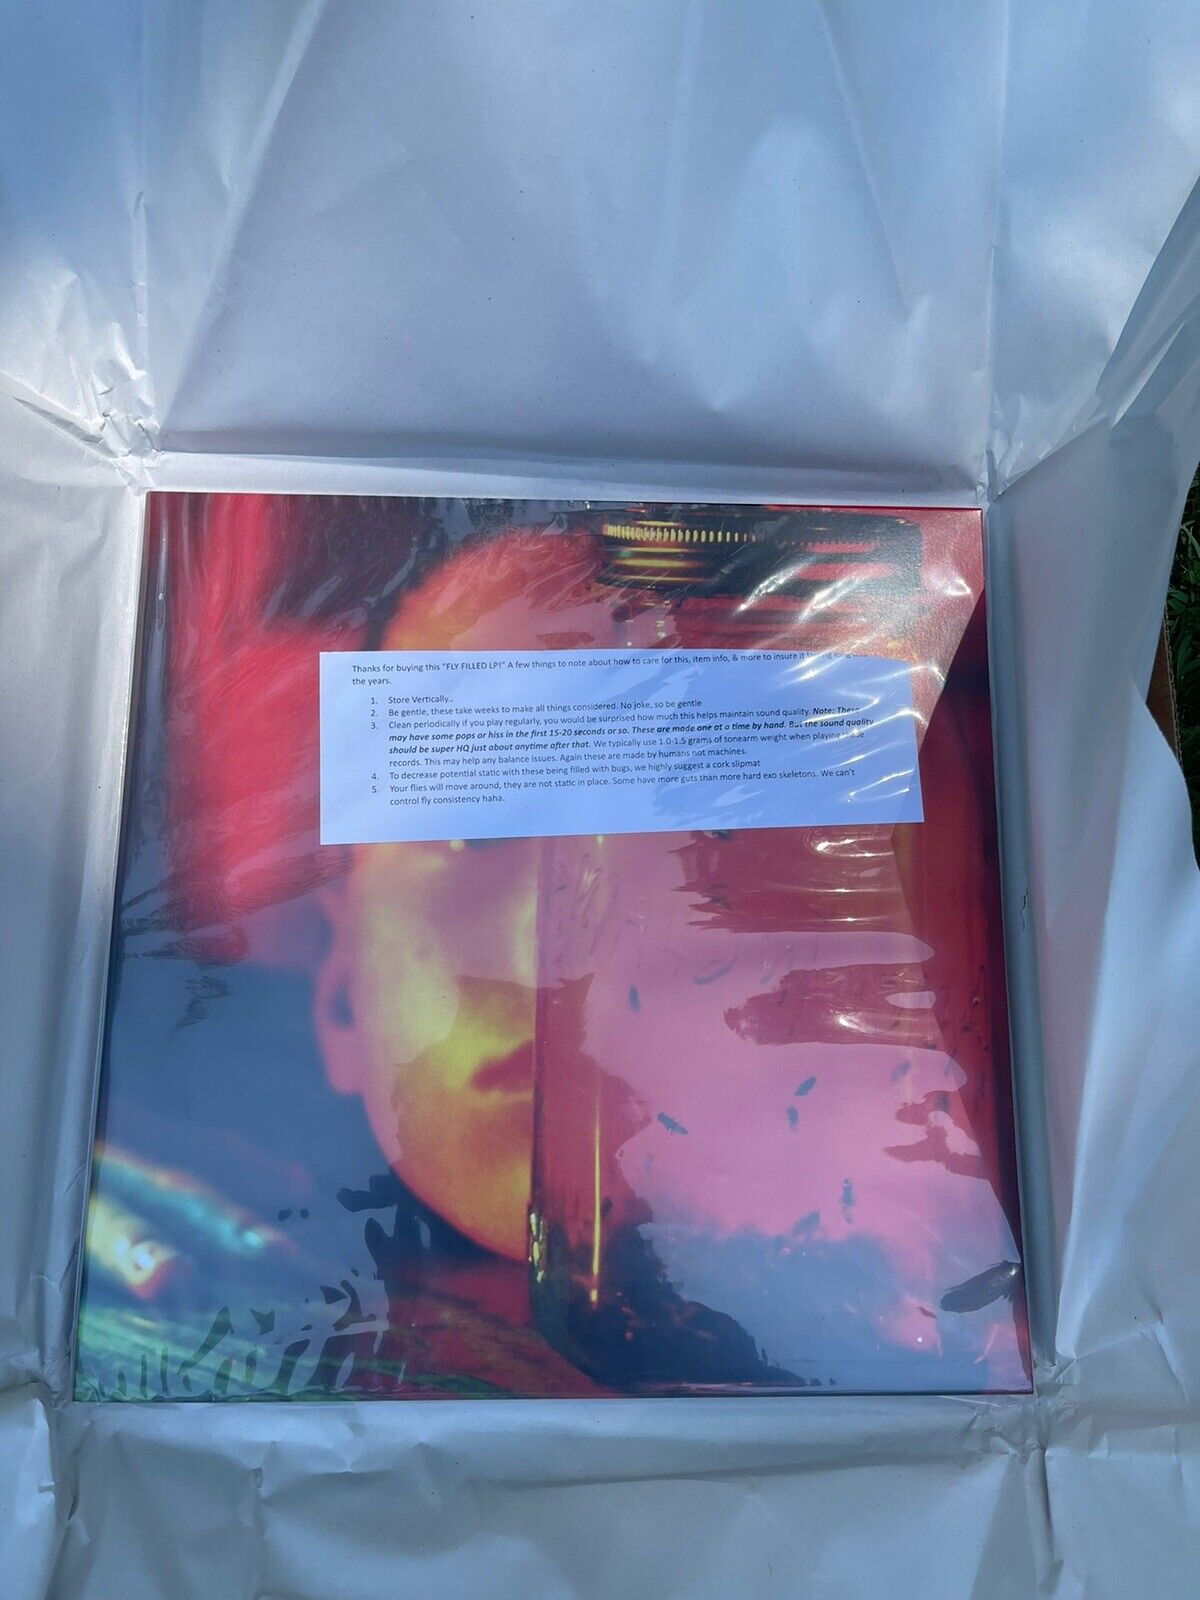 Thanks for buying this "FLY FILLED LP!" A few things to note about how to care for this, item info, & more to insure it
the years.
1. Store Vertically..
2. Be gentle, these take weeks to make all things considered. No joke, so be gentle
3. Clean periodically if you play regularly, you would be surprised how much this helps maintain sound quality. Note: These
may have some pops or hiss in the first 15-20 seconds or so. These are made one at a time by hand. But the sound quality
should be super HQ just about anytime after that. We typically use 1.0-1.5 grams of tonearm weight when playing these
records. This may help any balance issues. Again these are made by humans not machines.
4. To decrease potential static with these being filled with bugs, we highly suggest a cork slipmat
5. Your flies will move around, they are not static in place. Some have more guts than more hard exo skeletons. We can't
control fly consistency haha.